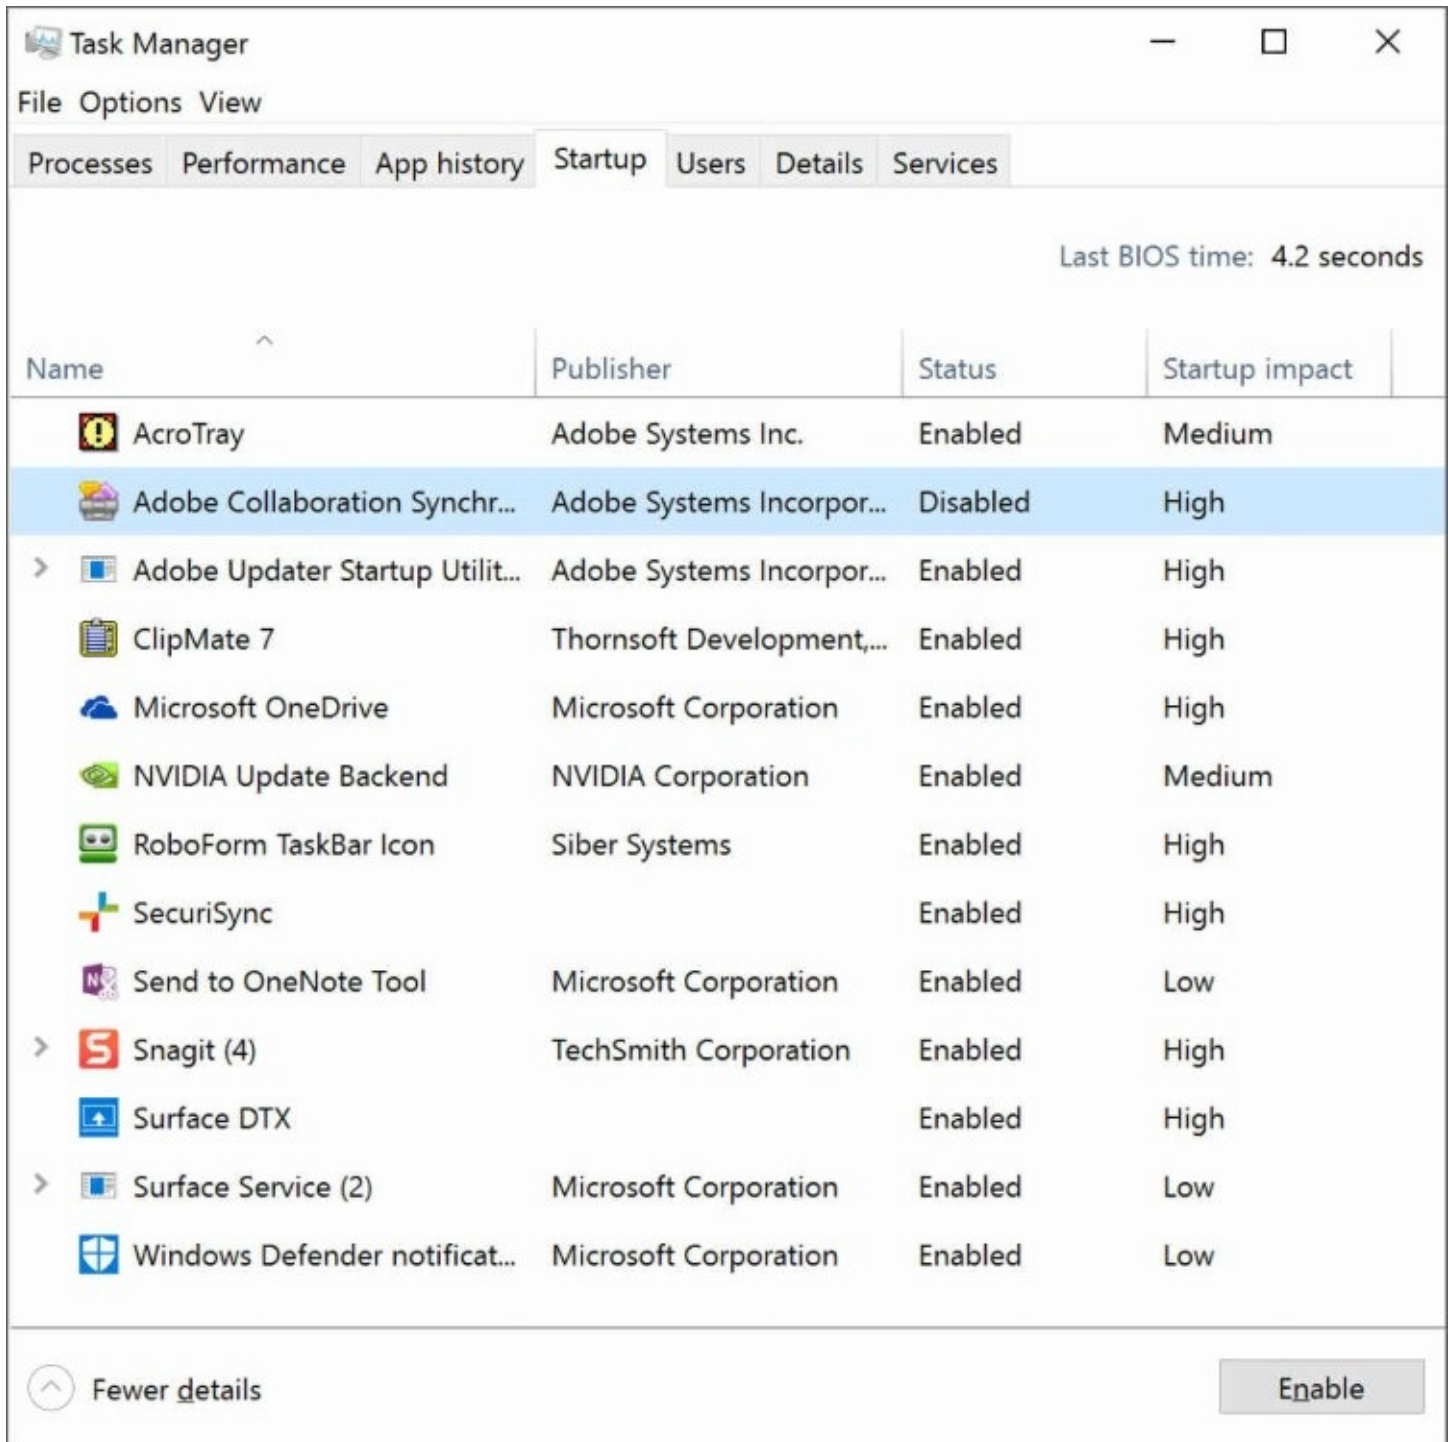 Task Manager
File Options View
Processes Performance App history Startup Users Details Services
Last BIOS time: 4.2 seconds
Name Publisher Status Startup impact
AcroTray Adobe Systems Inc. Enabled Medium
Adobe Collaboration Synchr... Adobe Systems Incorpor... Disabled High
Adobe Updater Startup Utilit... Adobe Systems Incorpor... Enabled High
ClipMate 7 Thornsoft Development,... Enabled High
Microsoft OneDrive Microsoft Corporation Enabled High
NVIDIA Update Backend NVIDIA Corporation Enabled Medium
RoboForm TaskBar Icon Siber Systems Enabled High
SecuriSync Enabled High
Send to OneNote Tool Microsoft Corporation Enabled Low
Snagit (4) TechSmith Corporation Enabled High
Surface DTX Enabled High
Surface Service (2) Microsoft Corporation Enabled Low
Windows Defender notificat... Microsoft Corporation Enabled Low
Fewer details Enable